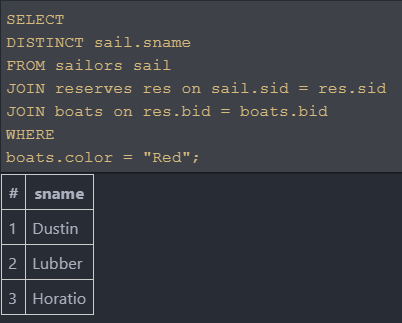 SELECT
DISTINCT sail.sname
FROM sailors sail
JOIN reserves res on sail.sid = res.sid
JOIN boats on res.bid = boats.bid
WHERE
boats.color = "Red";
# sname
1 Dustin
2 Lubber
3 Horatio